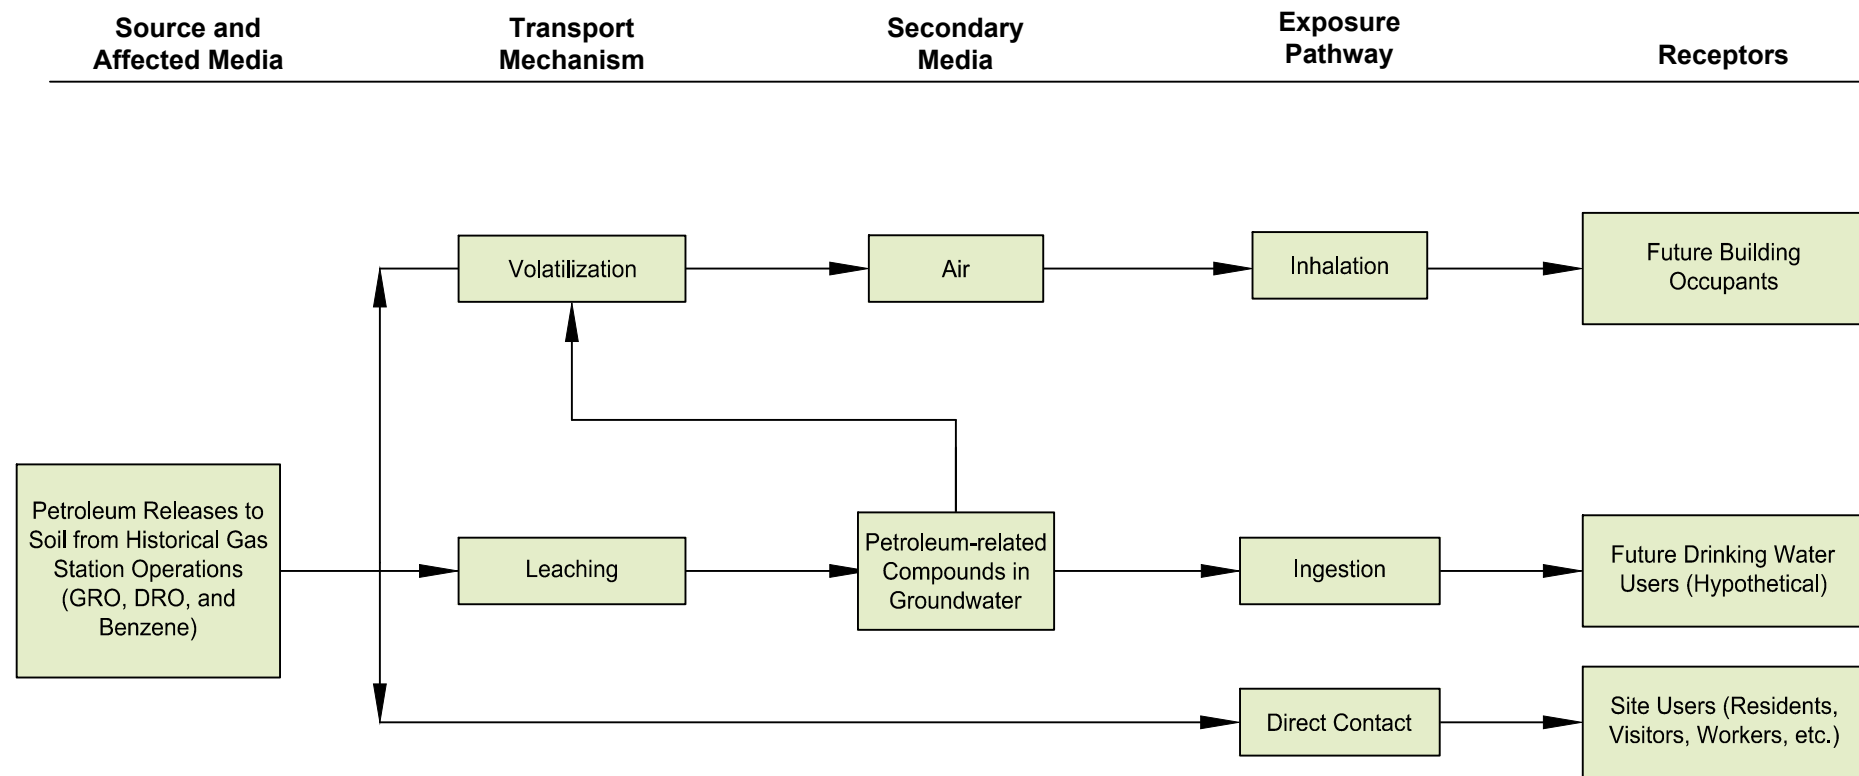 Source and
Affected Media
Transport
Mechanism
Secondary
Media
Exposure
Pathway
Receptors
Volatilization
Air
Inhalation
Future Building
Occupants
Petroleum Releases to
Soil from Historical Gas
Station Operations
(GRO, DRO, and
Benzene)
Leaching
Petroleum-related
Compounds in
Groundwater
Ingestion
Future Drinking Water
Users (Hypothetical)
Direct Contact
Site Users (Residents,
Visitors, Workers, etc.)